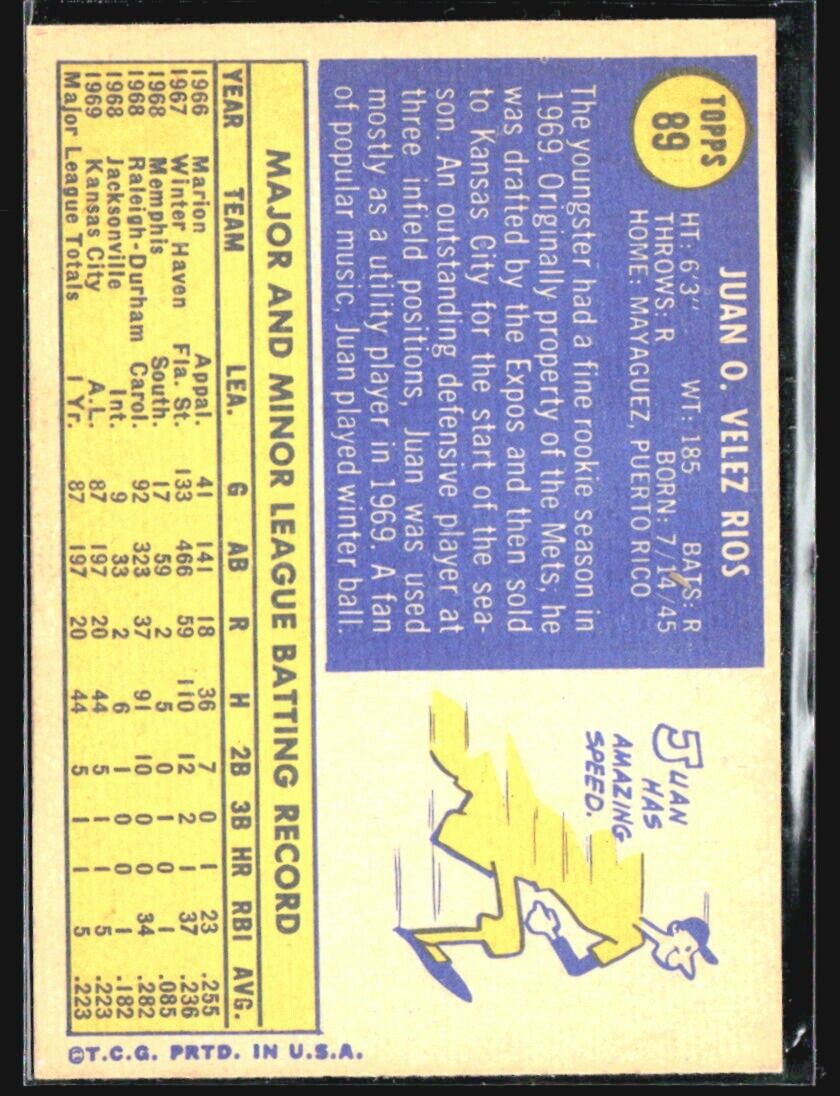 TOPPS
89
JUAN O. VELEZ RIOS
HT: 6'3" WT: 185 BATS: R
THROWS: R BORN: 7/14/45
HOME: MAYAGUEZ, PUERTO RICO
The youngster had a fine rookie season in
1969. Originally property of the Mets, he
was drafted by the Expos and then sold
to Kansas City for the start of the sea-
son. An outstanding defensive player at
three infield positions, Juan was used
mostly as a utility player in 1969. A fan
of popular music, Juan played winter ball.
JUAN
HAS
AMAZING
SPEED.
MAJOR AND MINOR LEAGUE BATTING RECORD
YEAR TEAM LEA. G AB R H 2B 3B HR RBI AVG.
1966 Marion Appal. 41 141 18 36 7 0 1 23 .255
1967 Winter Haven Fla. St. 133 466 59 110 12 2 1 37 .236
1968 Memphis South. 17 59 2 5 0 1 0 1 .085
1968 Raleigh-Durham Carol. 92 323 37 91 10 0 0 34 .282
1968 Jacksonville Int. 9 33 2 6 1 0 0 1 .182
1969 Kansas City A.L. 87 197 20 44 5 1 1 5 .223
Major League Totals 1 Yr. 87 197 20 44 5 1 1 5 .223
©T.C.G. PRTD. IN U.S.A.